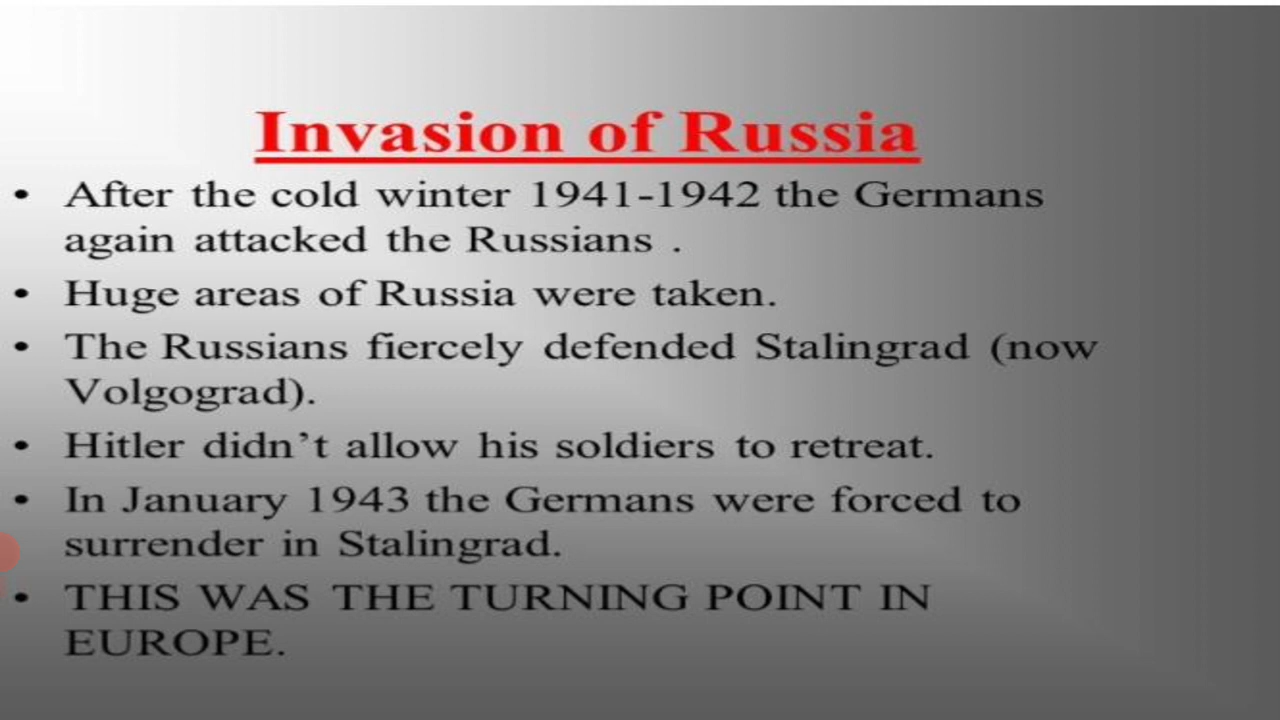 Invasion of Russia
• After the cold winter 1941-1942 the Germans
again attacked the Russians .
• Huge areas of Russia were taken.
• The Russians fiercely defended Stalingrad (now
Volgograd).
• Hitler didn’t allow his soldiers to retreat.
• In January 1943 the Germans were forced to
surrender in Stalingrad.
• THIS WAS THE TURNING POINT IN
EUROPE.